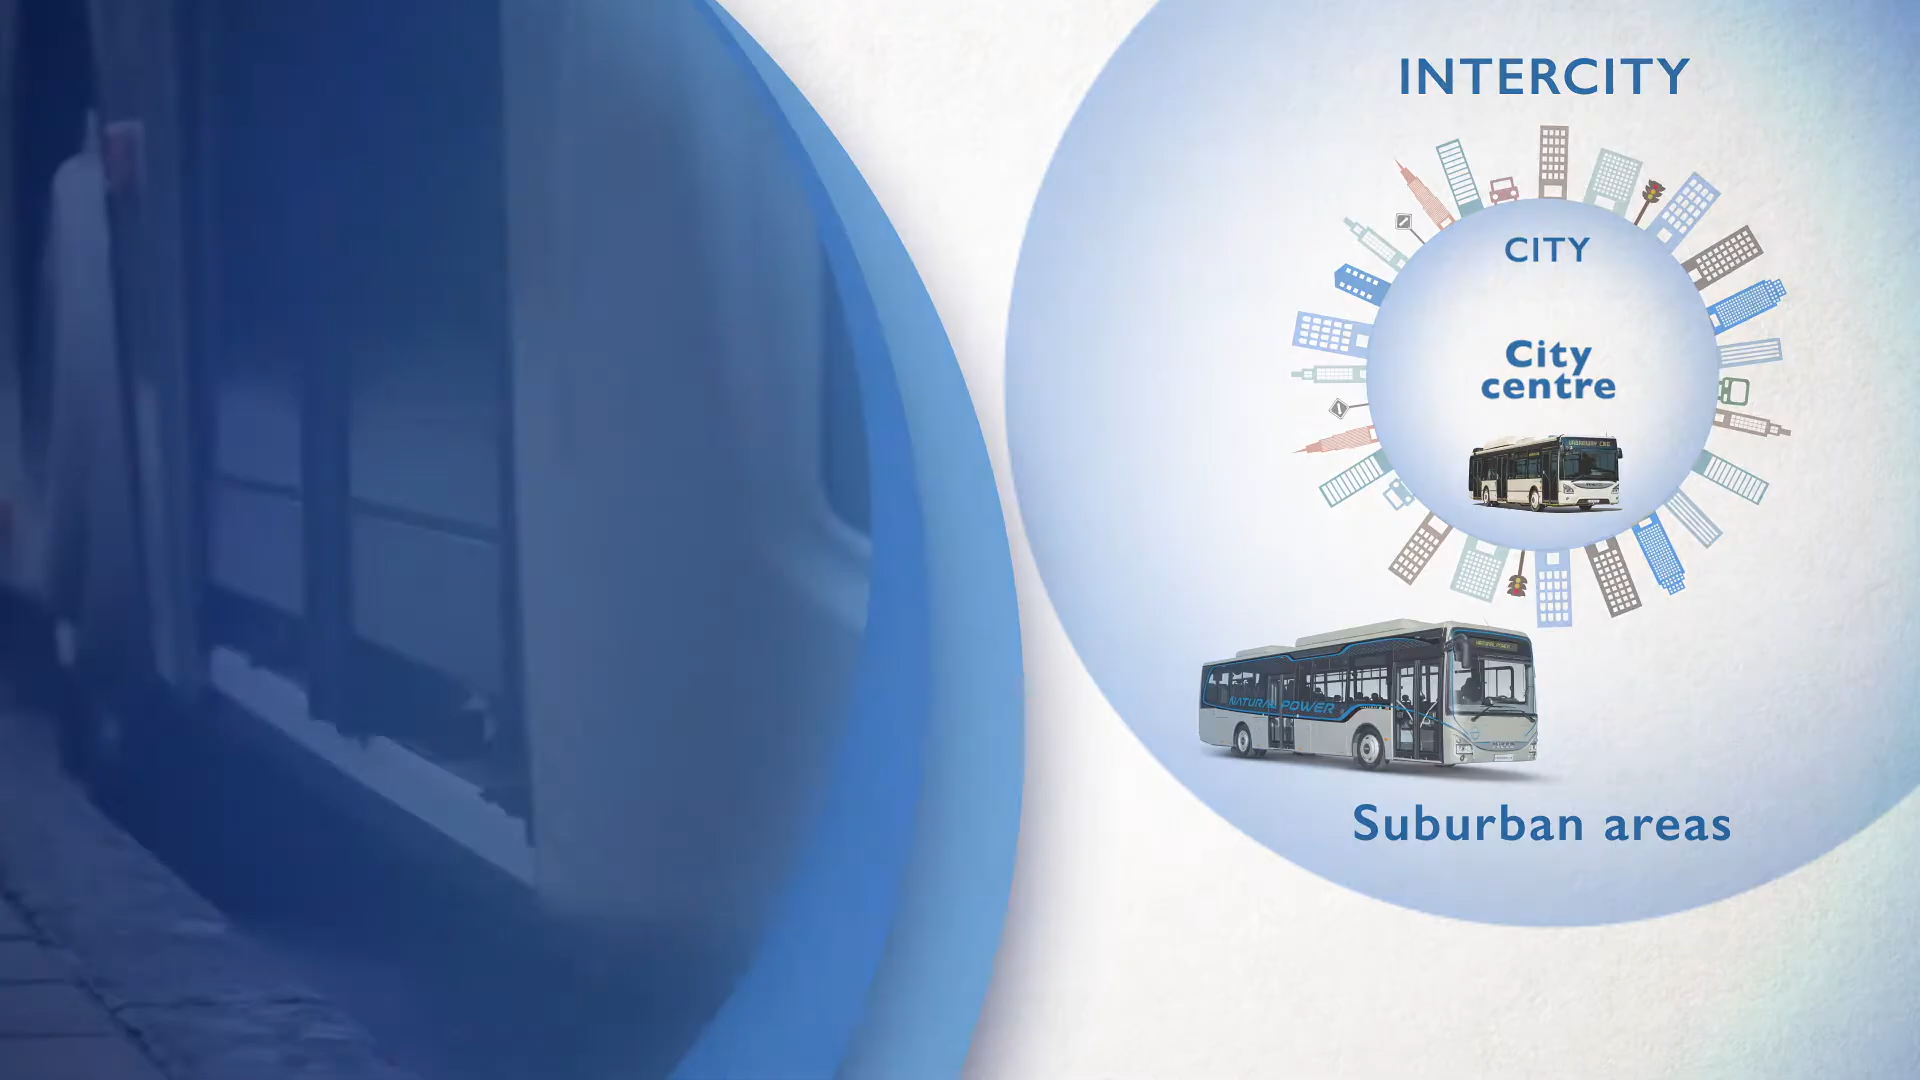 INTERCITY
CITY
City
centre
NATURAL POWER
Suburban areas